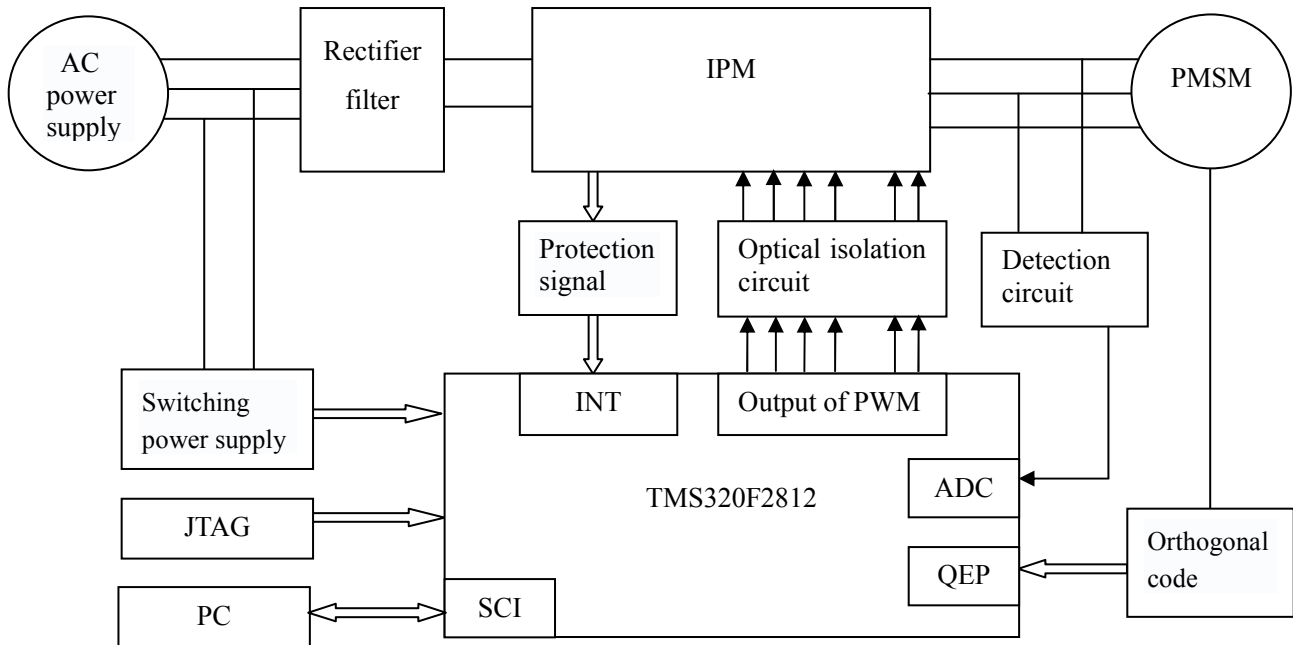 AC
power
supply
Rectifier
filter
IPM
PMSM
Protection
signal
Optical isolation
circuit
Detection
circuit
Switching
power supply
INT
Output of PWM
TMS320F2812
ADC
JTAG
QEP
Orthogonal
code
PC
SCI